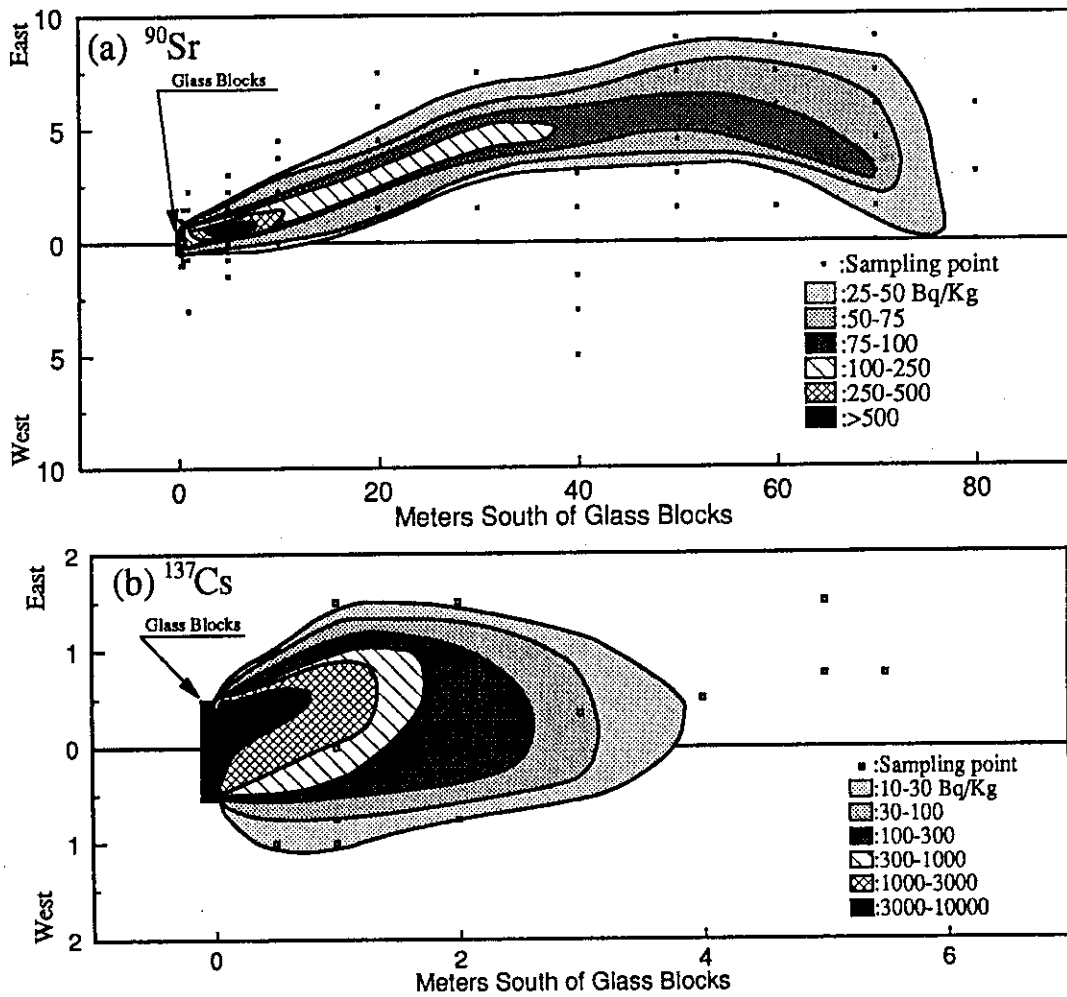 10
East
(a) ⁹⁰Sr
Glass Blocks
5
0
5
West
10
·:Sampling point
:25-50 Bq/Kg
:50-75
:75-100
:100-250
:250-500
:>500
0 20 40 60 80
Meters South of Glass Blocks
2
East
(b) ¹³⁷Cs
Glass Blocks
1
0
1
West
2
:Sampling point
:10-30 Bq/Kg
:30-100
:100-300
:300-1000
:1000-3000
:3000-10000
0 2 4 6
Meters South of Glass Blocks